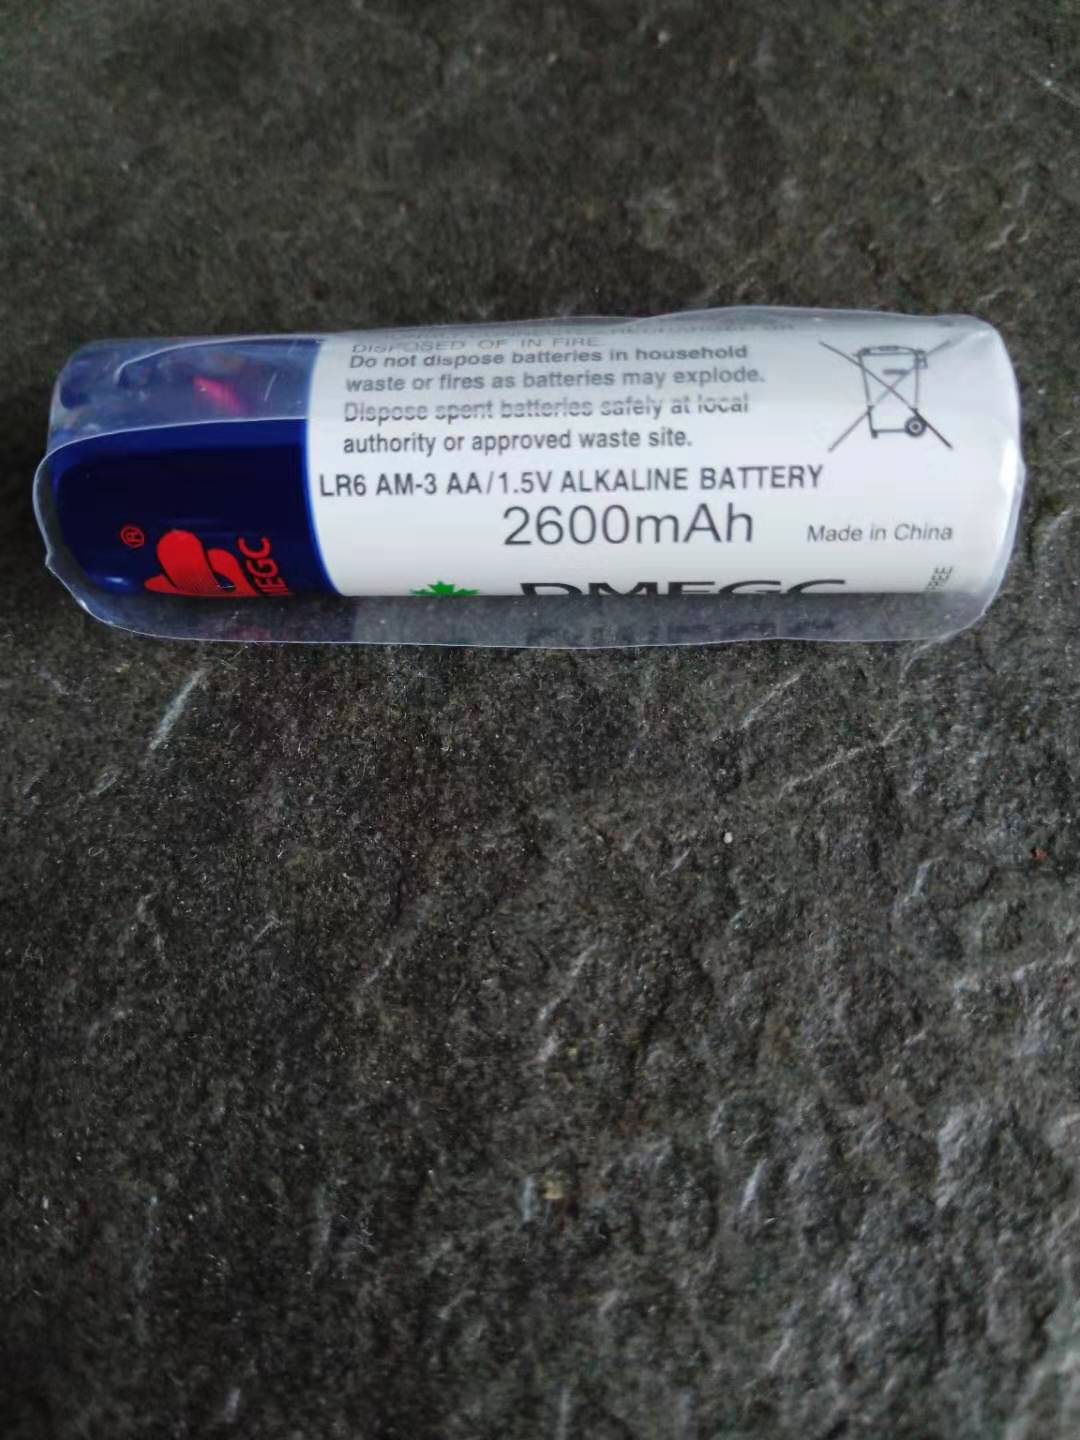 DISPOSED OF IN FIRE.
Do not dispose batteries in household
waste or fires as batteries may explode.
Dispose spent batteries safely at local
authority or approved waste site.
LR6 AM-3 AA/1.5V ALKALINE BATTERY
2600mAh
Made in China
DMEGC
®